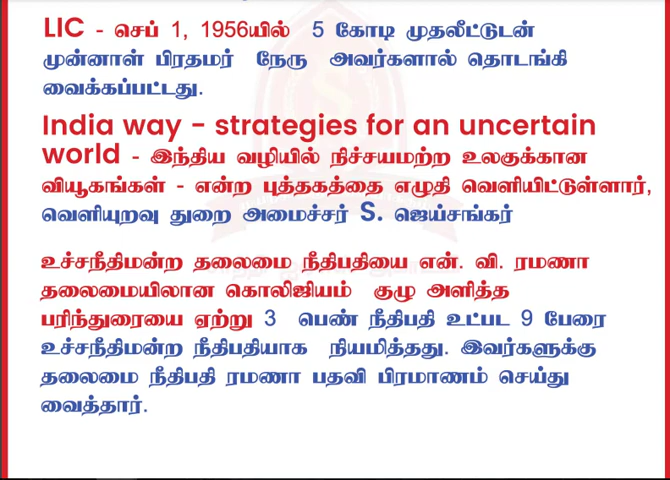 LIC - செப் 1, 1956யில் 5 கோடி முதலீட்டுடன்
முன்னாள் பிரதமர் நேரு அவர்களால் தொடங்கி
வைக்கப்பட்டது.
India way - strategies for an uncertain
world - இந்திய வழியில் நிச்சயமற்ற உலகுக்கான
வியூகங்கள் - என்ற புத்தகத்தை எழுதி வெளியிட்டுள்ளார்,
வெளியுறவு துறை அமைச்சர் S. ஜெய்சங்கர்
உச்சநீதிமன்ற தலைமை நீதிபதியை என். வி. ரமணா
தலைமையிலான கொலிஜியம் குழு அளித்த
பரிந்துரையை ஏற்று 3 பெண் நீதிபதி உட்பட 9 பேரை
உச்சநீதிமன்ற நீதிபதியாக நியமித்தது. இவர்களுக்கு
தலைமை நீதிபதி ரமணா பதவி பிரமாணம் செய்து
வைத்தார்.